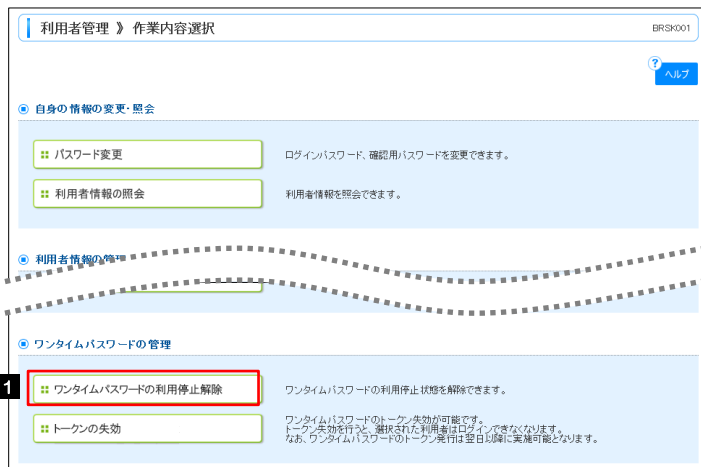 利用者管理 》 作業内容選択
BRSK001
?
ヘルプ
自身の情報の変更・照会
パスワード変更
ログインパスワード、確認用パスワードを変更できます。
利用者情報の照会
利用者情報を照会できます。
利用者情報の管理
ワンタイムパスワードの管理
1
ワンタイムパスワードの利用停止解除
ワンタイムパスワードの利用停止状態を解除できます。
トークンの失効
ワンタイムパスワードのトークン失効が可能です。
トークン失効を行うと、選択された利用者はログインできなくなります。
なお、ワンタイムパスワードのトークン発行は翌日以降に実施可能となります。